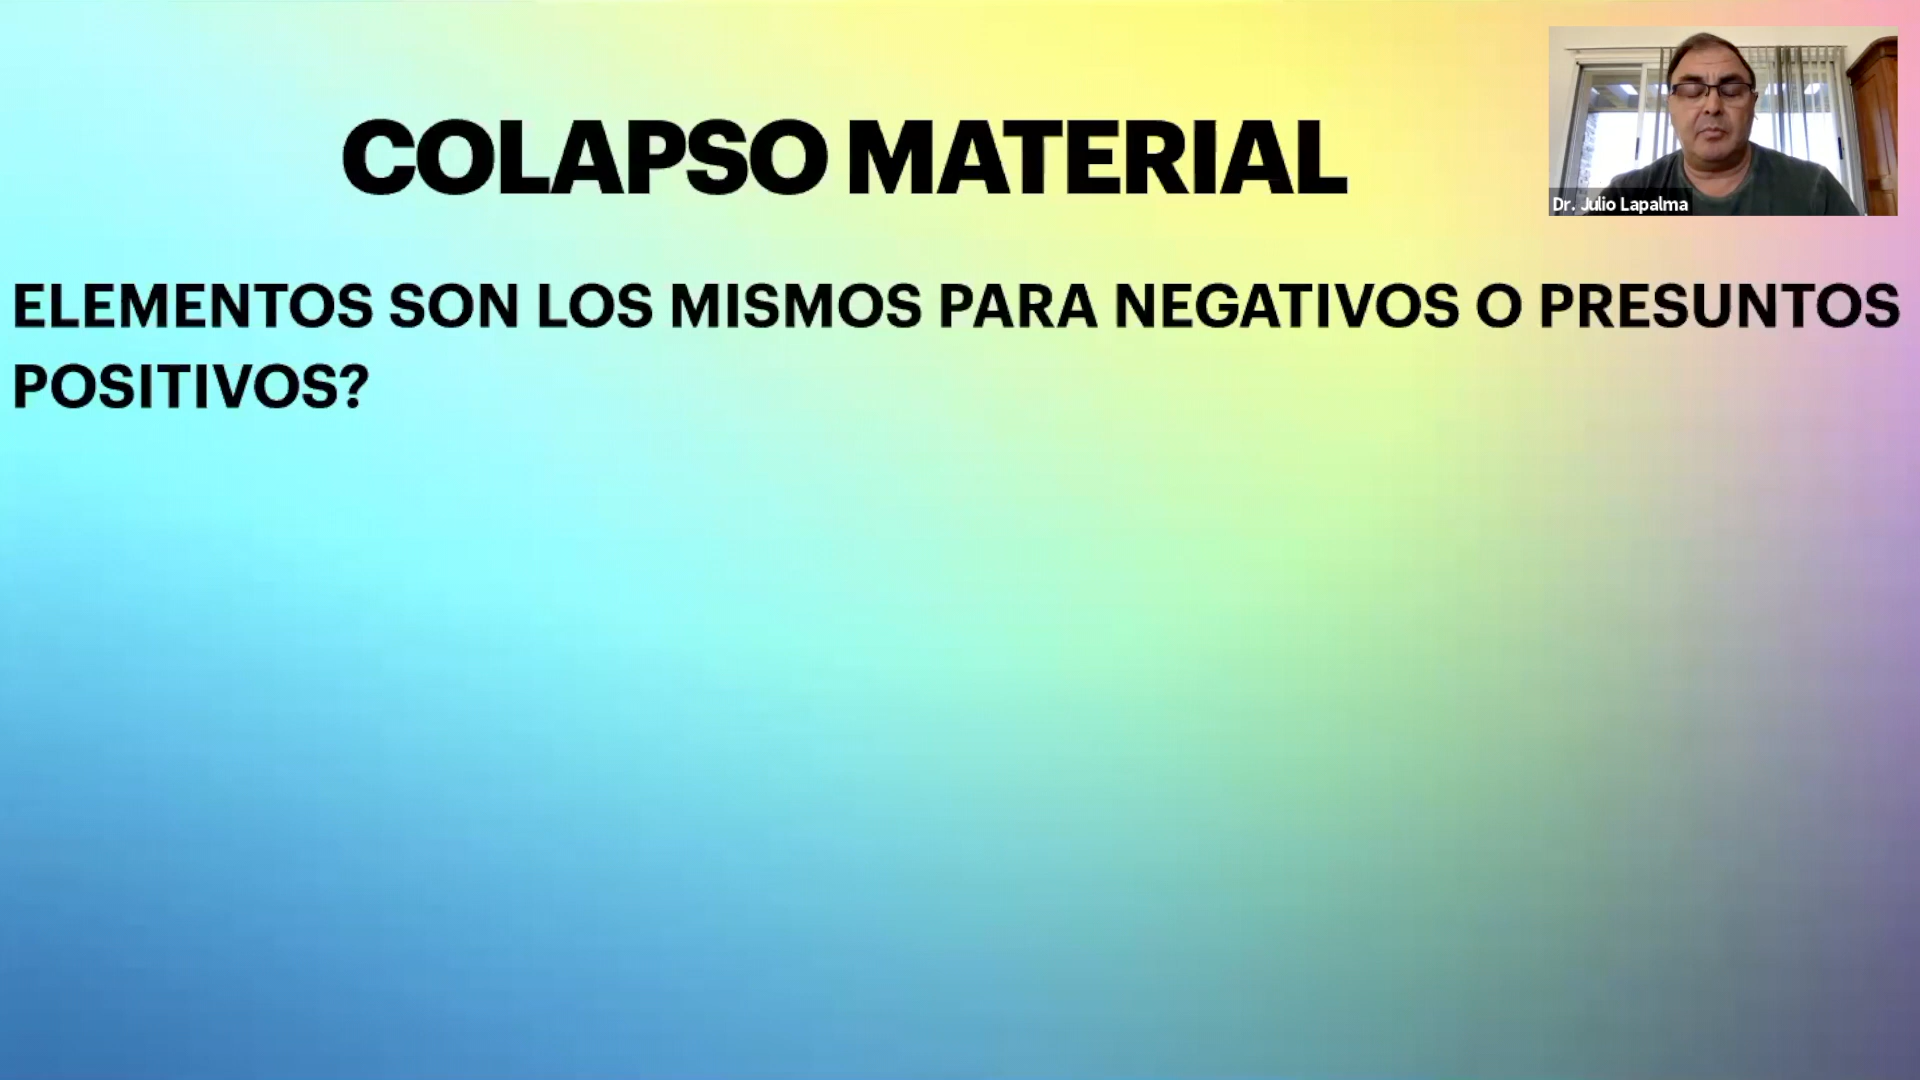 COLAPSO MATERIAL
Dr. Julio Lapalma
ELEMENTOS SON LOS MISMOS PARA NEGATIVOS O PRESUNTOS
POSITIVOS?